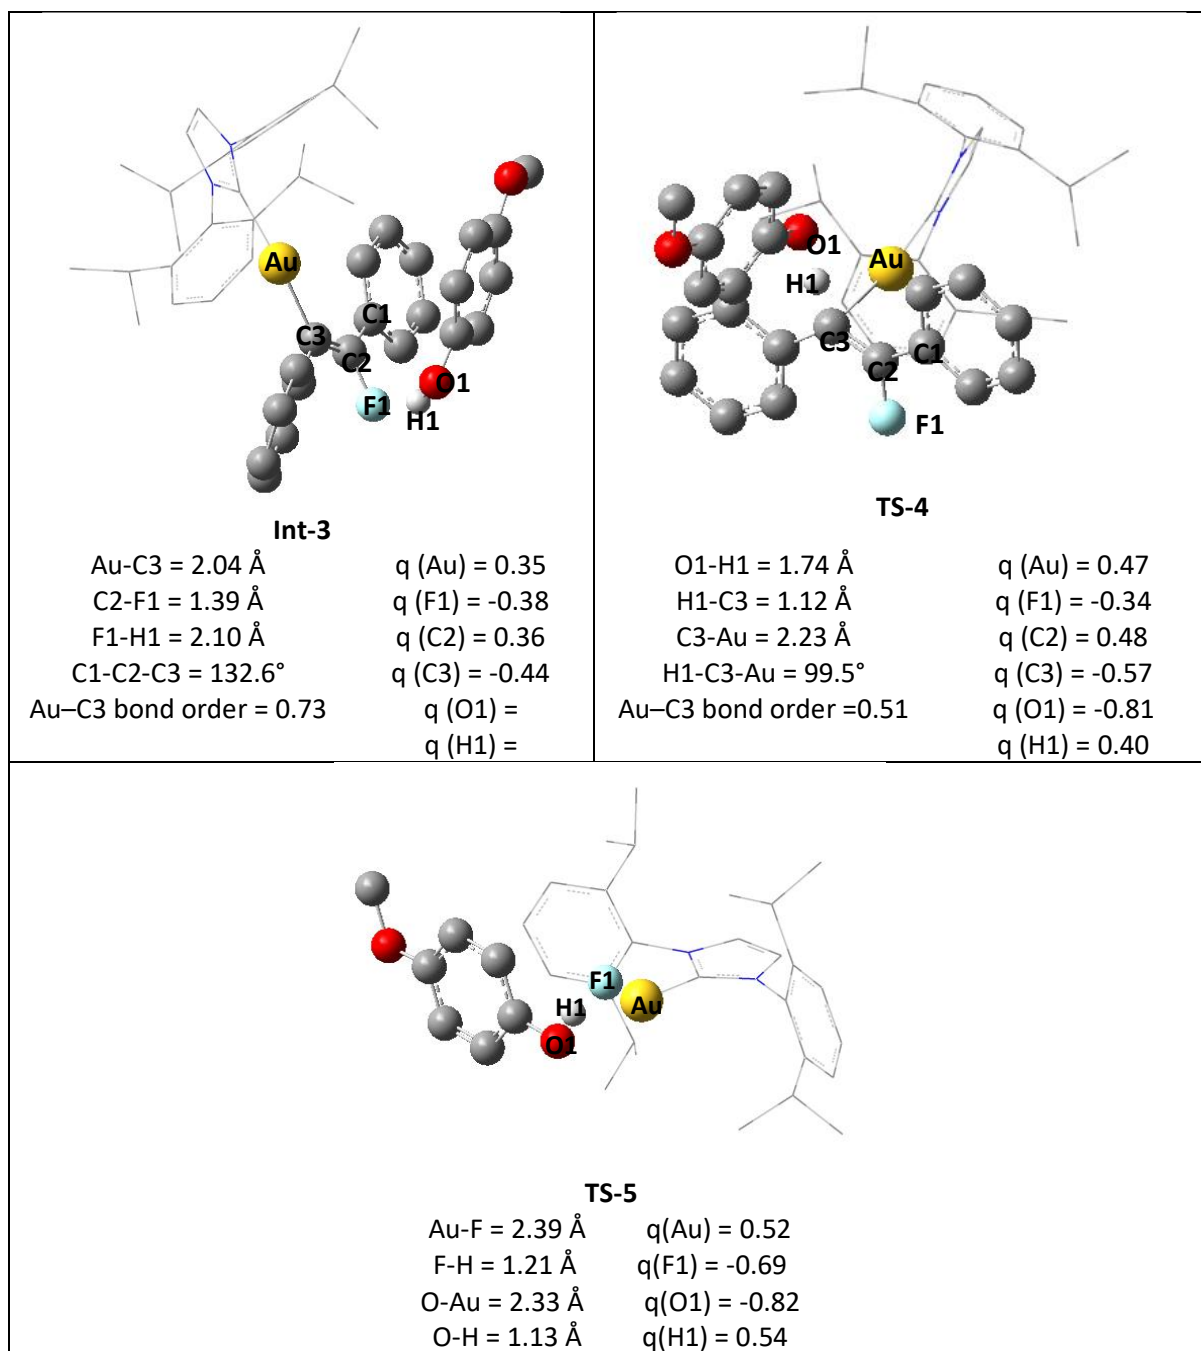 Au
C1
C3
C2
O1
F1
H1
Int-3
Au-C3 = 2.04 Å q (Au) = 0.35
C2-F1 = 1.39 Å q (F1) = -0.38
F1-H1 = 2.10 Å q (C2) = 0.36
C1-C2-C3 = 132.6° q (C3) = -0.44
Au–C3 bond order = 0.73 q (O1) =
q (H1) =
O1
Au
H1
C3
C1
C2
F1
TS-4
O1-H1 = 1.74 Å q (Au) = 0.47
H1-C3 = 1.12 Å q (F1) = -0.34
C3-Au = 2.23 Å q (C2) = 0.48
H1-C3-Au = 99.5° q (C3) = -0.57
Au–C3 bond order =0.51 q (O1) = -0.81
q (H1) = 0.40
F1
H1
Au
O1
TS-5
Au-F = 2.39 Å q(Au) = 0.52
F-H = 1.21 Å q(F1) = -0.69
O-Au = 2.33 Å q(O1) = -0.82
O-H = 1.13 Å q(H1) = 0.54